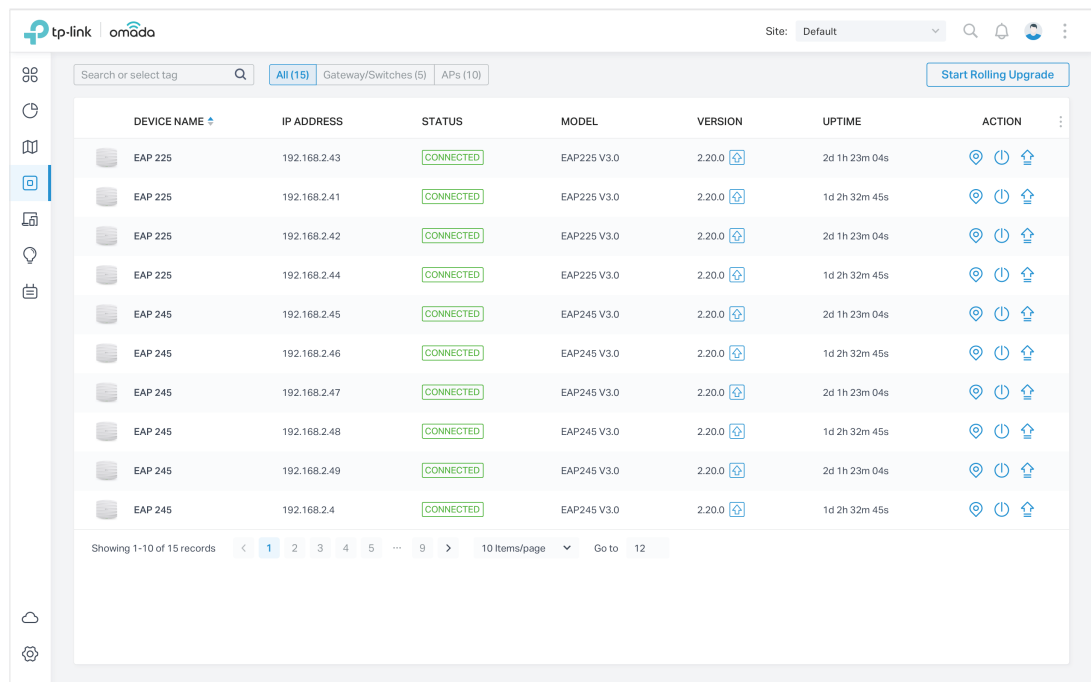 tp-link omada Site: Default
Search or select tag All (15) Gateway/Switches (5) APs (10) Start Rolling Upgrade
DEVICE NAME IP ADDRESS STATUS MODEL VERSION UPTIME ACTION
EAP 225 192.168.2.43 CONNECTED EAP225 V3.0 2.20.0 2d 1h 23m 04s
EAP 225 192.168.2.41 CONNECTED EAP225 V3.0 2.20.0 1d 2h 32m 45s
EAP 225 192.168.2.42 CONNECTED EAP225 V3.0 2.20.0 2d 1h 23m 04s
EAP 225 192.168.2.44 CONNECTED EAP225 V3.0 2.20.0 1d 2h 32m 45s
EAP 245 192.168.2.45 CONNECTED EAP245 V3.0 2.20.0 2d 1h 23m 04s
EAP 245 192.168.2.46 CONNECTED EAP245 V3.0 2.20.0 1d 2h 32m 45s
EAP 245 192.168.2.47 CONNECTED EAP245 V3.0 2.20.0 2d 1h 23m 04s
EAP 245 192.168.2.48 CONNECTED EAP245 V3.0 2.20.0 1d 2h 32m 45s
EAP 245 192.168.2.49 CONNECTED EAP245 V3.0 2.20.0 2d 1h 23m 04s
EAP 245 192.168.2.4 CONNECTED EAP245 V3.0 2.20.0 1d 2h 32m 45s
Showing 1-10 of 15 records < 1 2 3 4 5 ··· 9 > 10 Items/page Go to 12